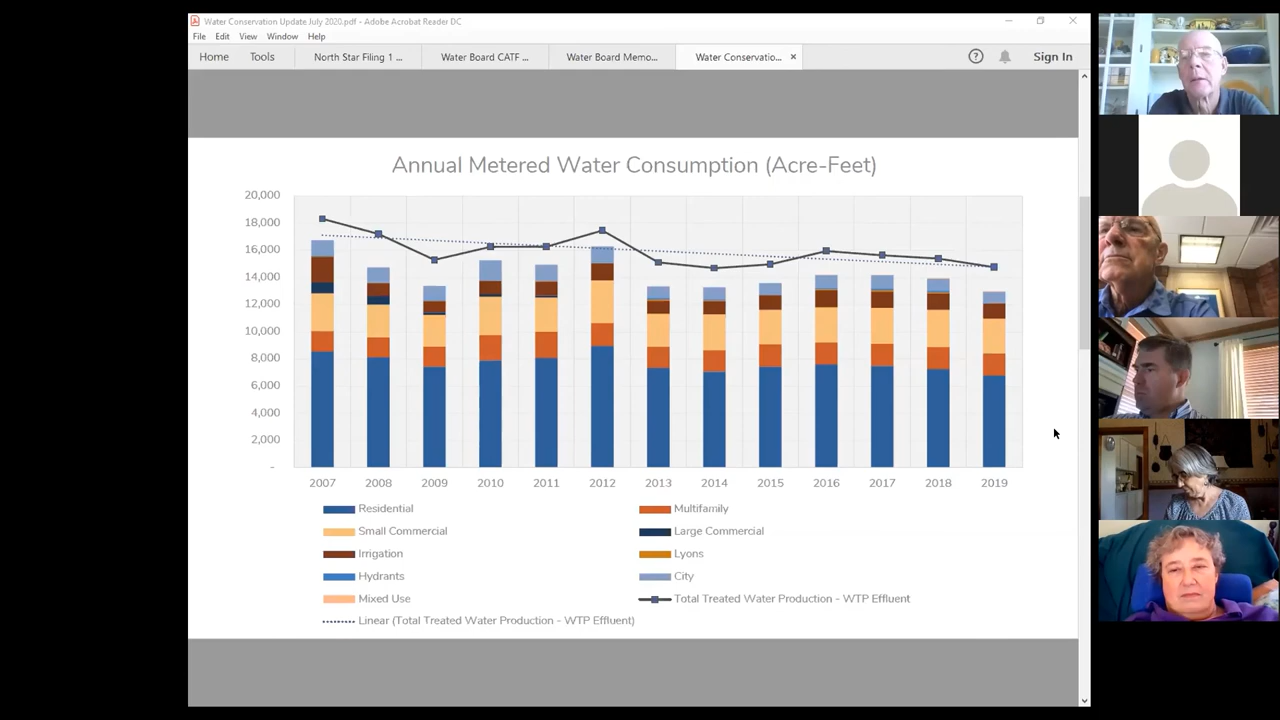 Water Conservation Update July 2020.pdf - Adobe Acrobat Reader DC
File Edit View Window Help
Home Tools North Star Filing 1 ... Water Board CATF ... Water Board Memo... Water Conservatio... × Sign In
Annual Metered Water Consumption (Acre-Feet)
20,000
18,000
16,000
14,000
12,000
10,000
8,000
6,000
4,000
2,000
-
2007 2008 2009 2010 2011 2012 2013 2014 2015 2016 2017 2018 2019
Residential Multifamily
Small Commercial Large Commercial
Irrigation Lyons
Hydrants City
Mixed Use Total Treated Water Production - WTP Effluent
Linear (Total Treated Water Production - WTP Effluent)